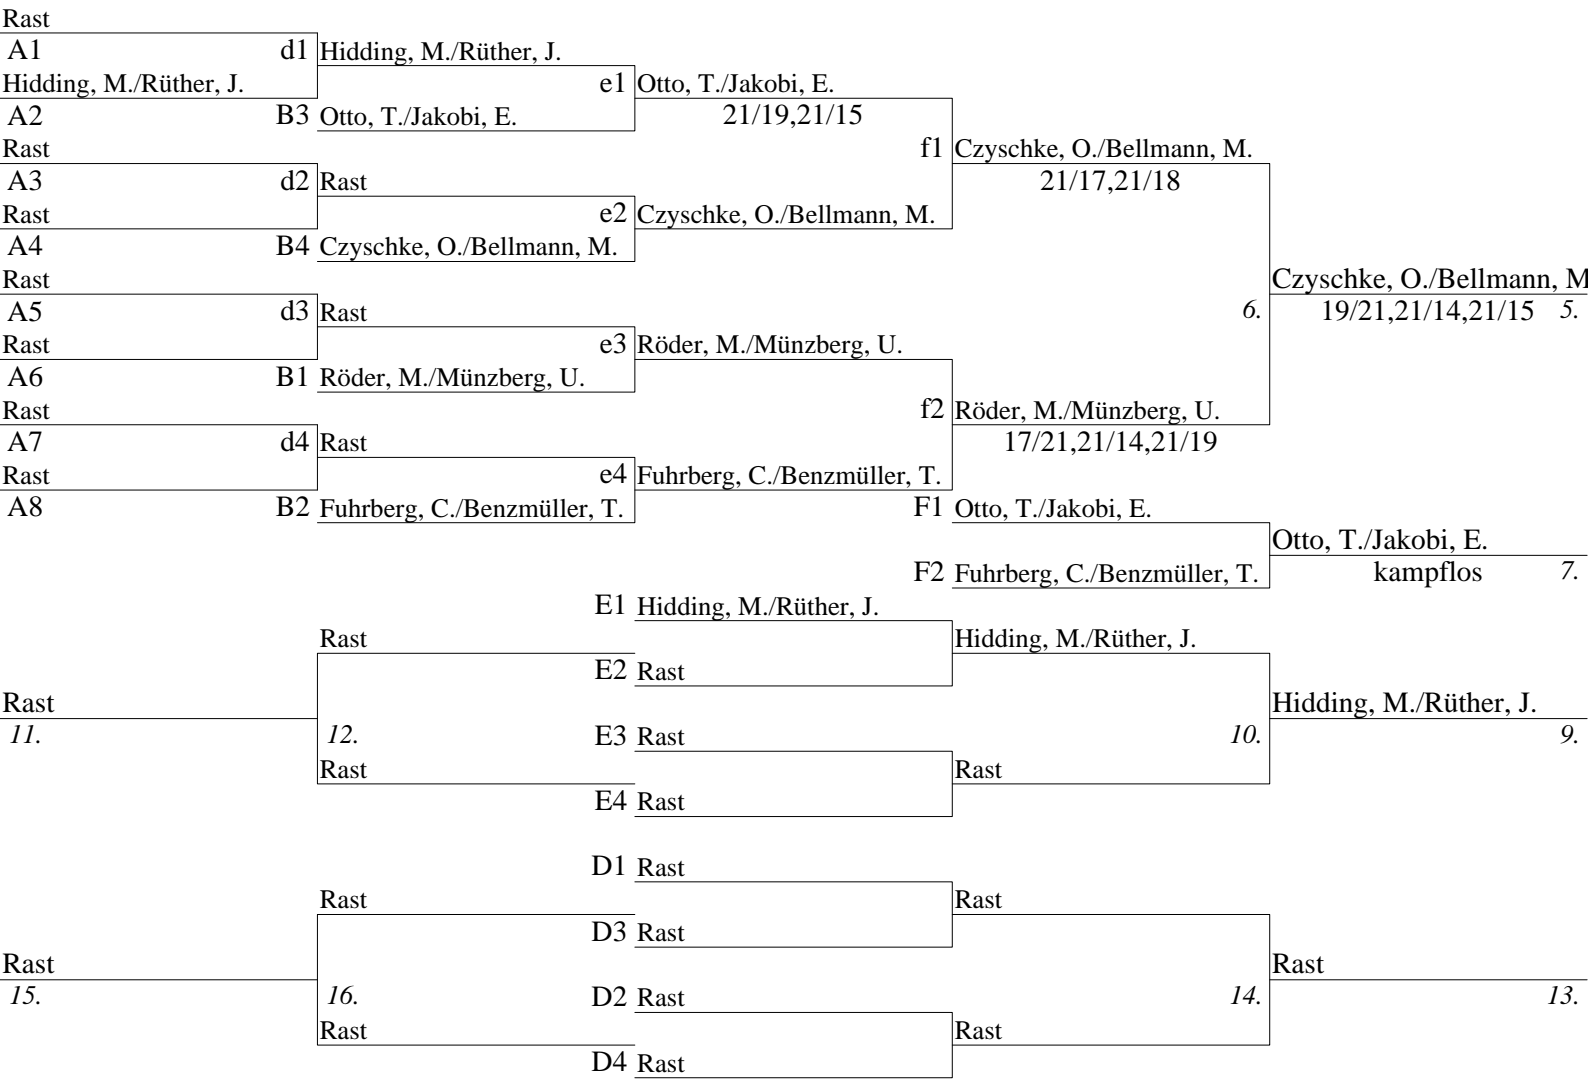 Rast
A1 d1 Hidding, M./Rüther, J.
Hidding, M./Rüther, J. e1 Otto, T./Jakobi, E.
A2 B3 Otto, T./Jakobi, E. 21/19,21/15
Rast f1 Czyschke, O./Bellmann, M.
A3 d2 Rast 21/17,21/18
Rast e2 Czyschke, O./Bellmann, M.
A4 B4 Czyschke, O./Bellmann, M.
Rast Czyschke, O./Bellmann, M
A5 d3 Rast 6. 19/21,21/14,21/15 5.
Rast e3 Röder, M./Münzberg, U.
A6 B1 Röder, M./Münzberg, U.
Rast f2 Röder, M./Münzberg, U.
A7 d4 Rast 17/21,21/14,21/19
Rast e4 Fuhrberg, C./Benzmüller, T.
A8 B2 Fuhrberg, C./Benzmüller, T. F1 Otto, T./Jakobi, E.
Otto, T./Jakobi, E.
F2 Fuhrberg, C./Benzmüller, T. kampflos 7.
E1 Hidding, M./Rüther, J.
Rast Hidding, M./Rüther, J.
E2 Rast
Rast Hidding, M./Rüther, J.
11. 12. E3 Rast 10. 9.
Rast Rast
E4 Rast
D1 Rast
Rast Rast
D3 Rast
Rast Rast
15. 16. D2 Rast 14. 13.
Rast Rast
D4 Rast